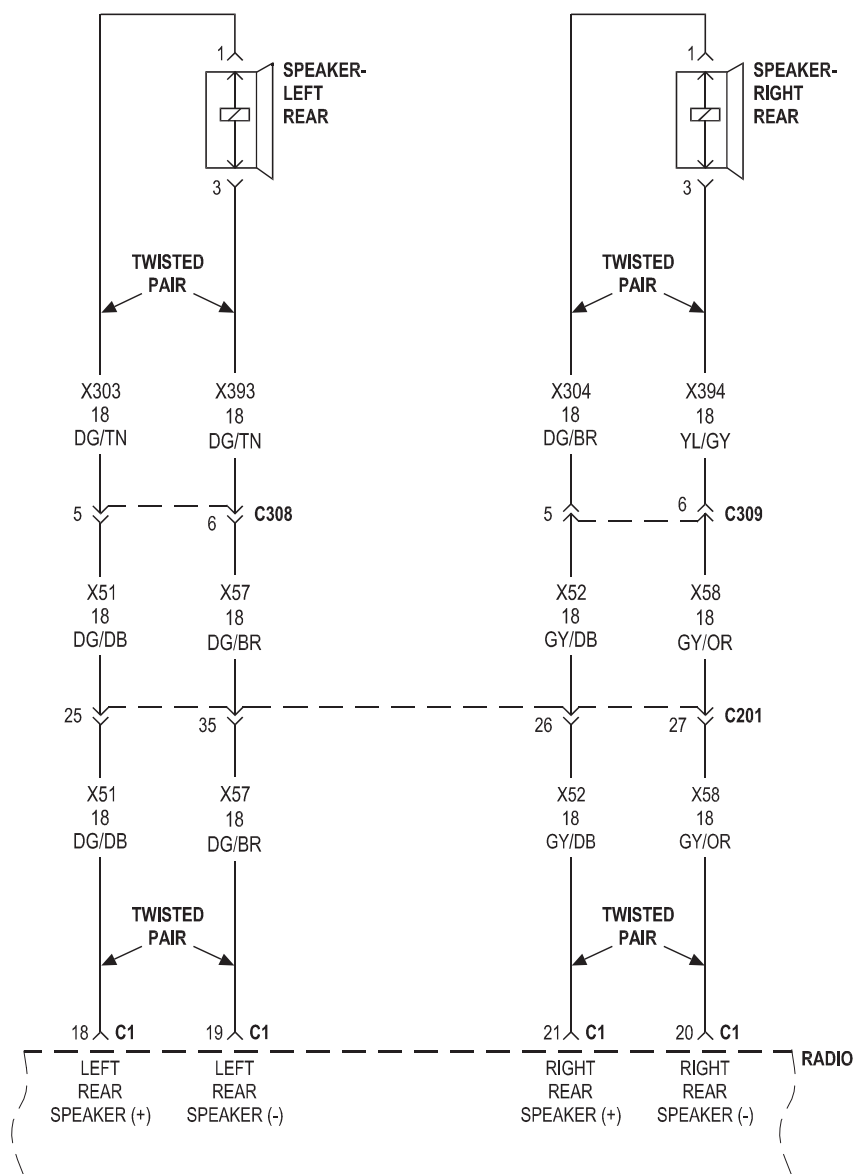 1
SPEAKER-
LEFT
REAR
3
1
SPEAKER-
RIGHT
REAR
3
TWISTED
PAIR
TWISTED
PAIR
X303
18
DG/TN
X393
18
DG/TN
X304
18
DG/BR
X394
18
YL/GY
5
6
C308
5
6
C309
X51
18
DG/DB
X57
18
DG/BR
X52
18
GY/DB
X58
18
GY/OR
25
35
26
27
C201
X51
18
DG/DB
X57
18
DG/BR
X52
18
GY/DB
X58
18
GY/OR
TWISTED
PAIR
TWISTED
PAIR
18 C1
19 C1
21 C1
20 C1
RADIO
LEFT
REAR
SPEAKER (+)
LEFT
REAR
SPEAKER (-)
RIGHT
REAR
SPEAKER (+)
RIGHT
REAR
SPEAKER (-)